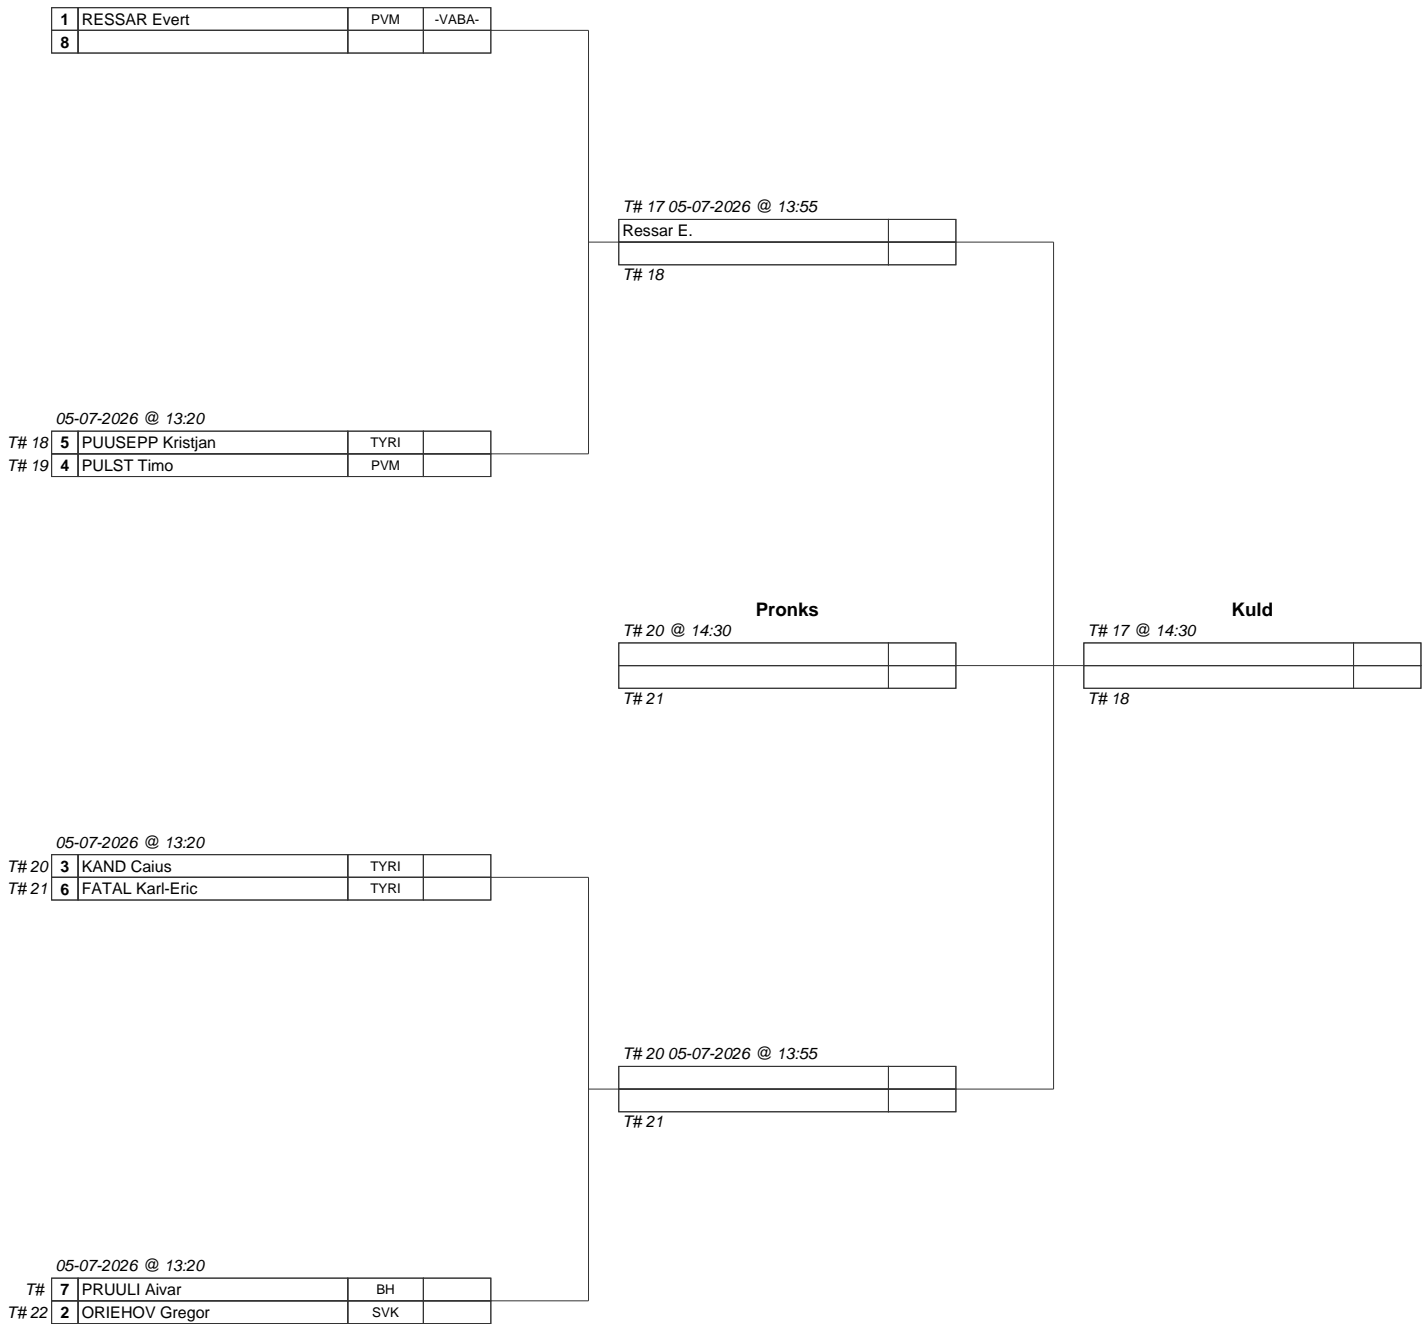 1 RESSAR Evert PVM -VABA-
8
T# 17 05-07-2026 @ 13:55
Ressar E.
T# 18
05-07-2026 @ 13:20
T# 18 5 PUUSEPP Kristjan TYRI
T# 19 4 PULST Timo PVM
Pronks Kuld
T# 20 @ 14:30 T# 17 @ 14:30
T# 21 T# 18
05-07-2026 @ 13:20
T# 20 3 KAND Caius TYRI
T# 21 6 FATAL Karl-Eric TYRI
T# 20 05-07-2026 @ 13:55
T# 21
05-07-2026 @ 13:20
T# 7 PRUULI Aivar BH
T# 22 2 ORIEHOV Gregor SVK